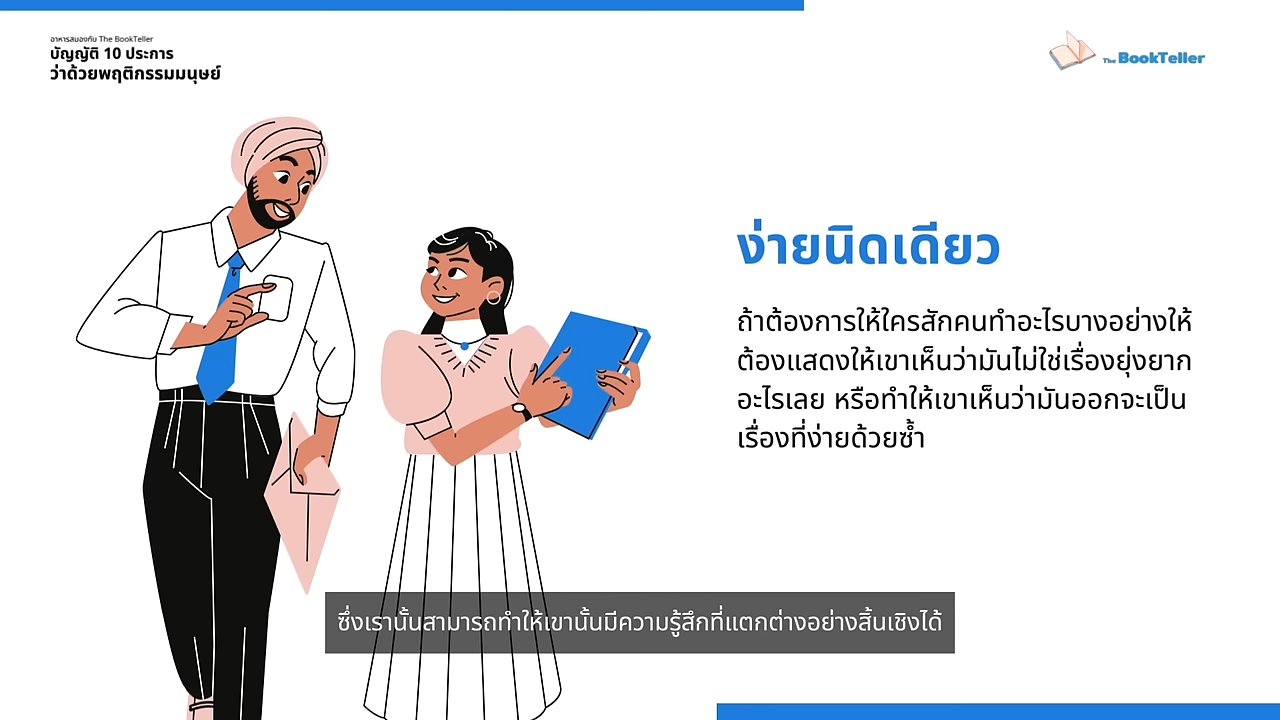 อาหารสมองกับ The BookTeller
บัญญัติ 10 ประการ
ว่าด้วยพฤติกรรมมนุษย์
The BookTeller
ง่ายนิดเดียว
ถ้าต้องการให้ใครสักคนทำอะไรบางอย่างให้
ต้องแสดงให้เขาเห็นว่ามันไม่ใช่เรื่องยุ่งยาก
อะไรเลย หรือทำให้เขาเห็นว่ามันออกจะเป็น
เรื่องที่ง่ายด้วยซ้ำ
ซึ่งเรานั้นสามารถทำให้เขานั้นมีความรู้สึกที่แตกต่างอย่างสิ้นเชิงได้